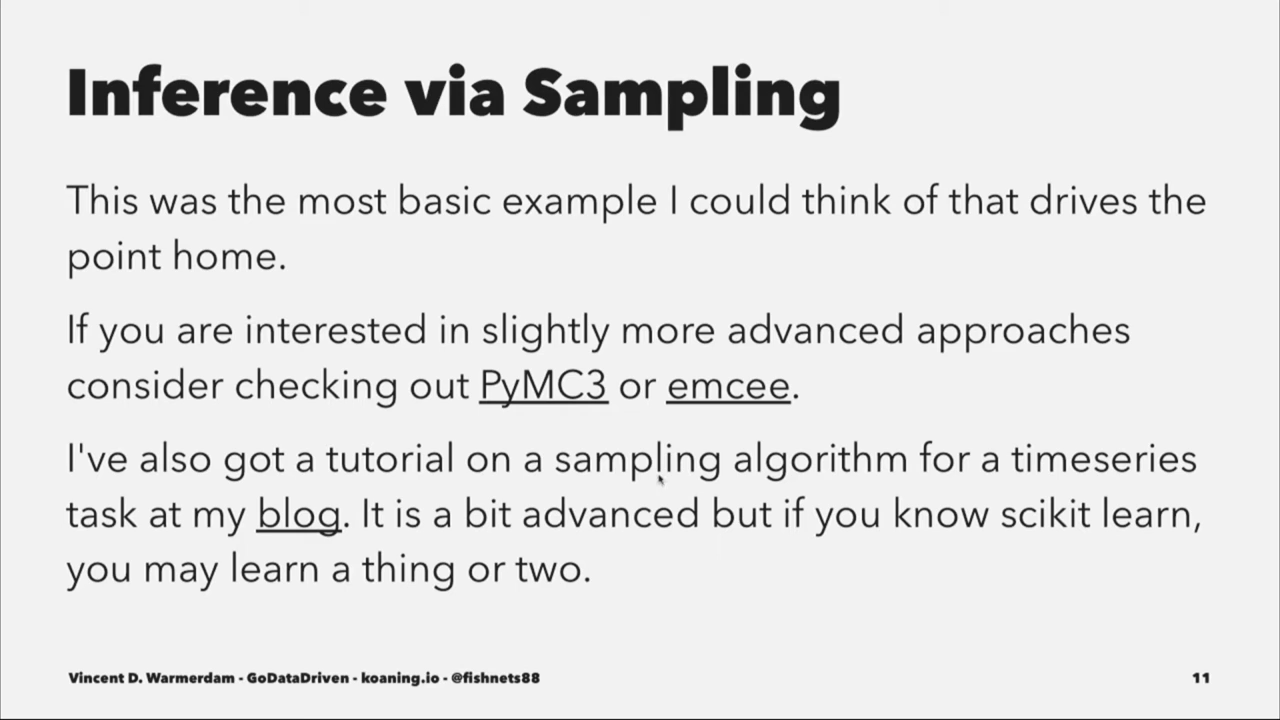 Inference via Sampling
This was the most basic example I could think of that drives the
point home.
If you are interested in slightly more advanced approaches
consider checking out PyMC3 or emcee.
I've also got a tutorial on a sampling algorithm for a timeseries
task at my blog. It is a bit advanced but if you know scikit learn,
you may learn a thing or two.
Vincent D. Warmerdam - GoDataDriven - koaning.io - @fishnets88
11